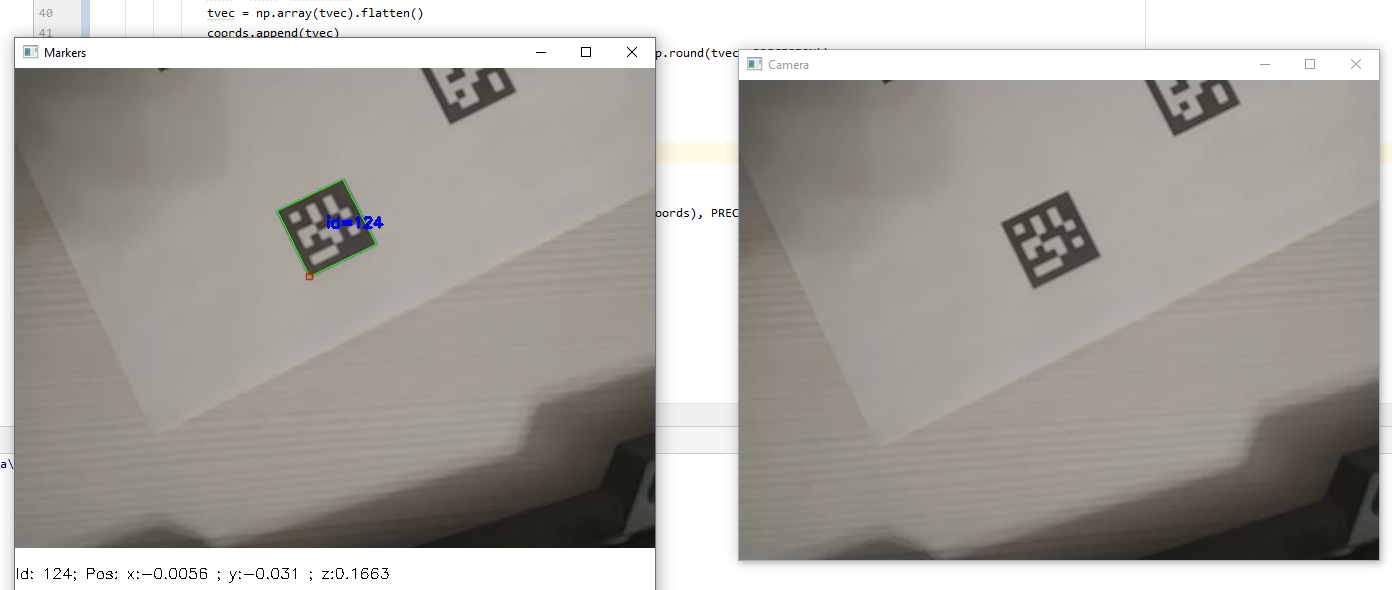 40
tvec = np.array(tvec).flatten()
41
coords.append(tvec)
Markers
p.round(tvec
Camera
id=124
oords), PREC
a\
Id: 124; Pos: x:-0.0056 ; y:-0.031 ; z:0.1663